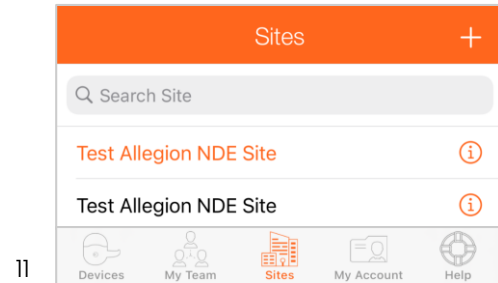 Sites +
Search Site
Test Allegion NDE Site
Test Allegion NDE Site
11
Devices My Team Sites My Account Help